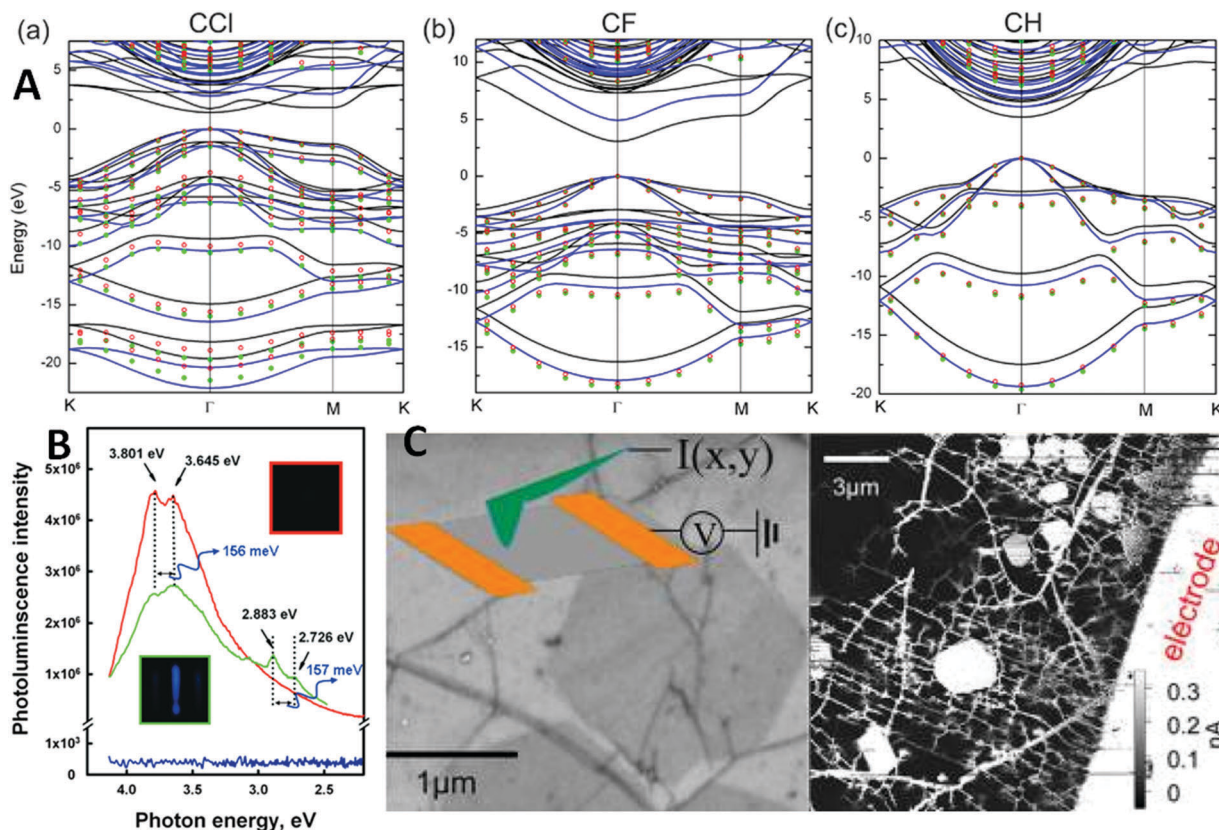 (a) CCl
(b) CF
(c) CH
A
Energy (eV)
5
0
-5
-10
-15
-20
K Γ M K
10
5
0
-5
-10
-15
K Γ M K
10
5
0
-5
-10
-15
-20
K Γ M K
B
Photoluminscence intensity
5x10⁶
4x10⁶
3x10⁶
2x10⁶
1x10⁶
1x10³
0
3.801 eV
3.645 eV
156 meV
2.883 eV
2.726 eV
157 meV
4.0 3.5 3.0 2.5
Photon energy, eV
C
I(x,y)
V
1µm
3µm
electrode
0.3
0.2
0.1
0
nA